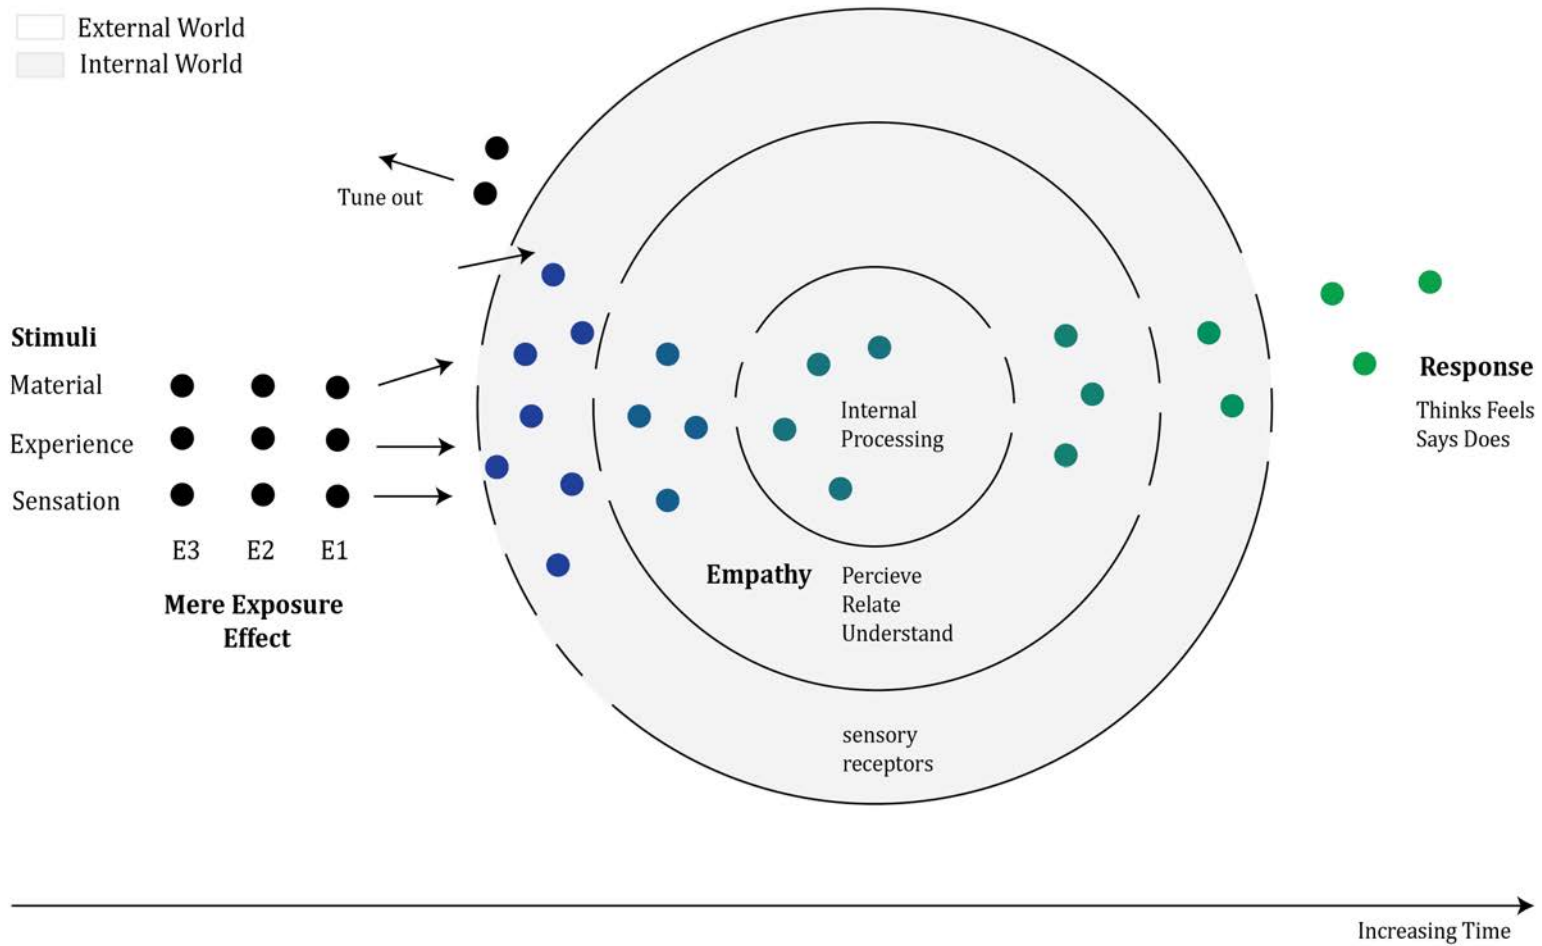 External World
Internal World
Tune out
Stimuli
Material
Experience
Sensation
E3 E2 E1
Mere Exposure
Effect
Internal
Processing
Empathy
Percieve
Relate
Understand
sensory
receptors
Response
Thinks Feels
Says Does
Increasing Time